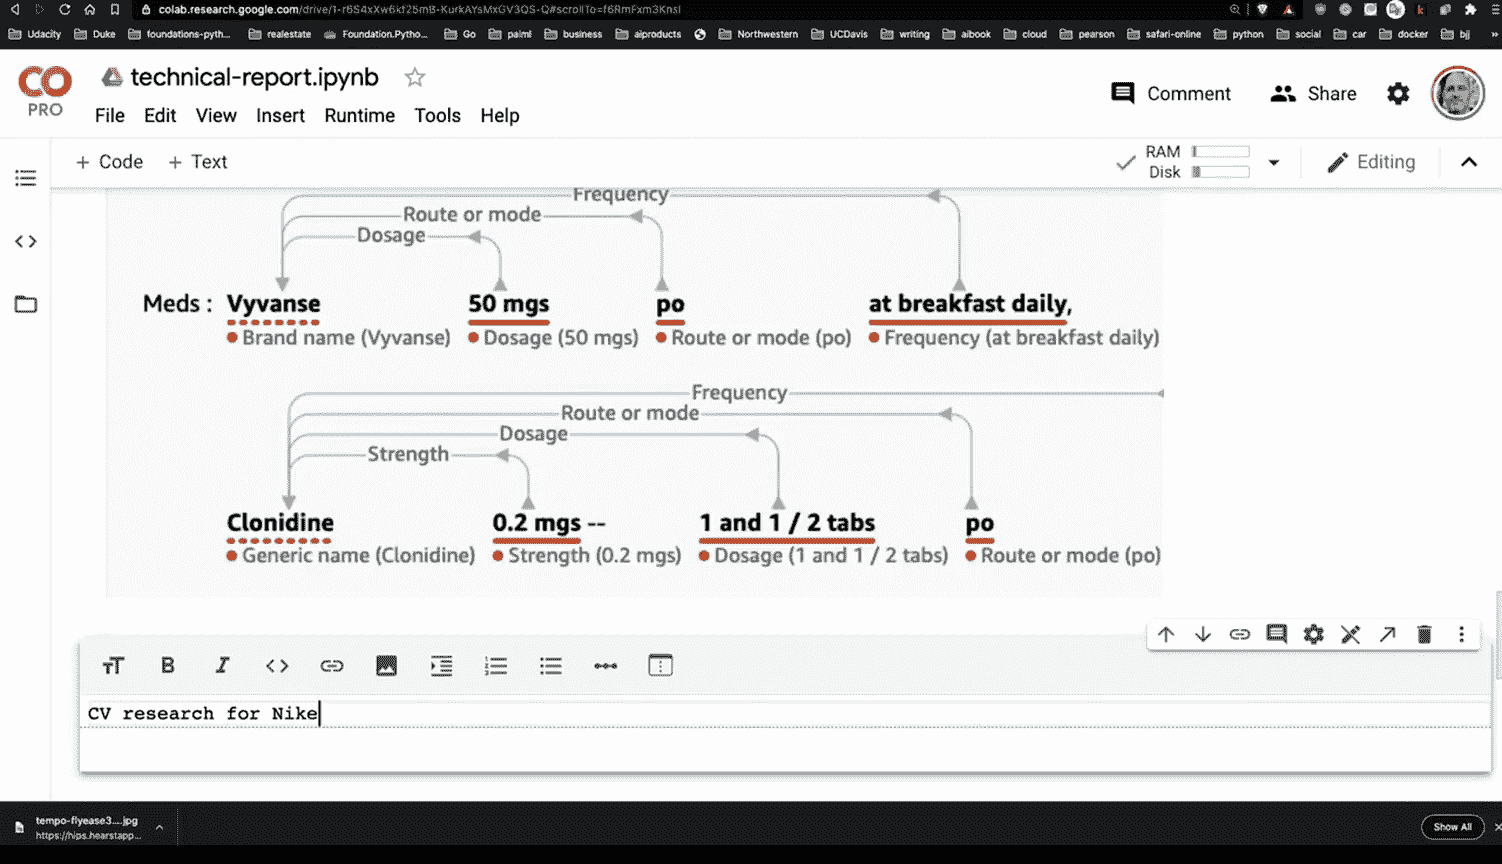 colab.research.google.com/drive/1-r6S4xXw6kf25mB-KurkAYsMxGV3QS-Q#scrollTo=f6RmFxm3Knsl
Udacity Duke foundations-pyth... realestate Foundation.Pytho... Go paiml business aiproducts Northwestern UCDavis writing aibook cloud pearson safari-online python social car docker bjj »
CO PRO
technical-report.ipynb
Comment Share
File Edit View Insert Runtime Tools Help
+ Code + Text
RAM
Disk
Editing
Frequency
Route or mode
Dosage
Meds : Vyvanse 50 mgs po at breakfast daily,
Brand name (Vyvanse) Dosage (50 mgs) Route or mode (po) Frequency (at breakfast daily)
Frequency
Route or mode
Dosage
Strength
Clonidine 0.2 mgs -- 1 and 1 / 2 tabs po
Generic name (Clonidine) Strength (0.2 mgs) Dosage (1 and 1 / 2 tabs) Route or mode (po)
CV research for Nike
tempo-flyease3....jpg
https://hips.hearstapp...
Show All